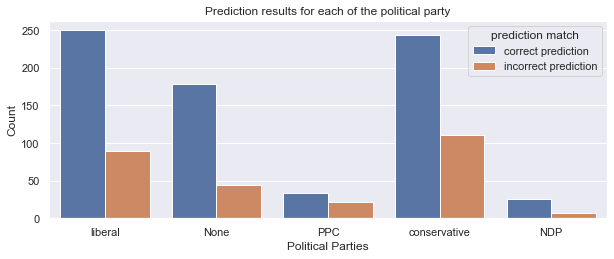 Prediction results for each of the political party
prediction match
correct prediction
incorrect prediction
Count
250
200
150
100
50
0
liberal
None
PPC
conservative
NDP
Political Parties